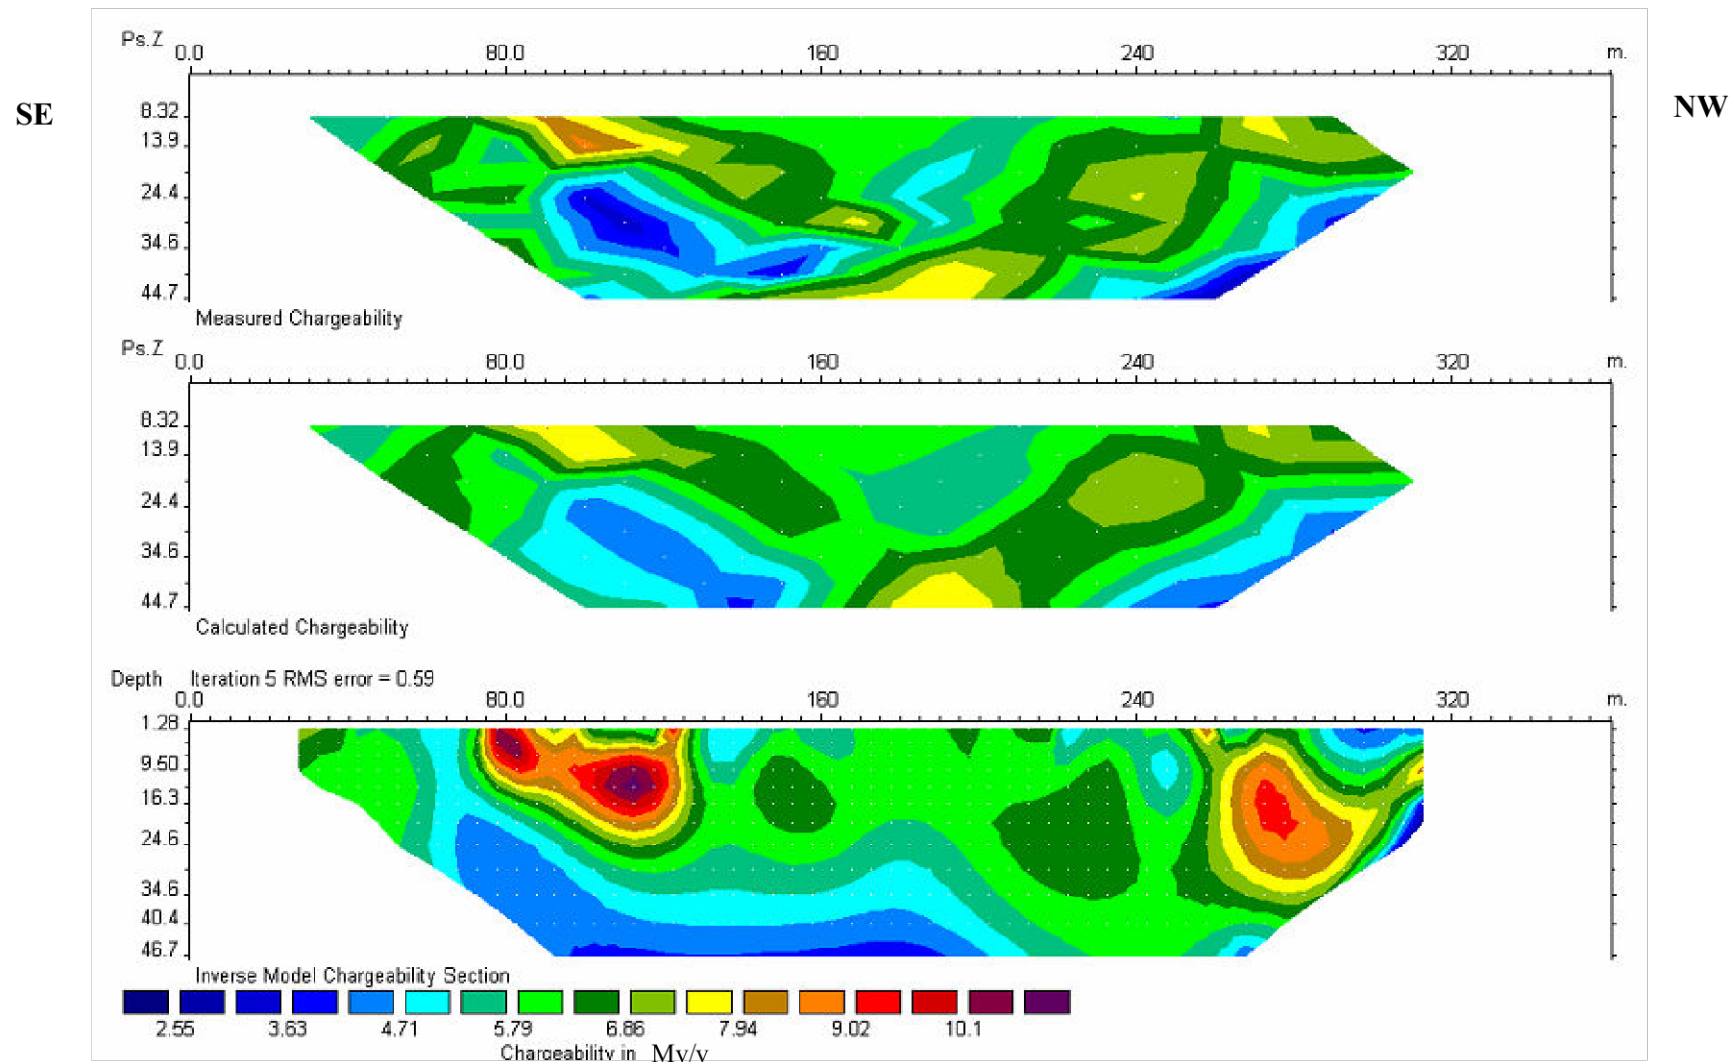 Ps.Z 0.0 80.0 160 240 320 m.
SE NW
8.32
13.9
24.4
34.6
44.7
Measured Chargeability
Ps.Z 0.0 80.0 160 240 320 m.
8.32
13.9
24.4
34.6
44.7
Calculated Chargeability
Depth Iteration 5 RMS error = 0.59
0.0 80.0 160 240 320 m.
1.28
9.50
16.3
24.6
34.6
40.4
46.7
Inverse Model Chargeability Section
2.55 3.63 4.71 5.79 6.86 7.94 9.02 10.1
Chargeability in Mv/v